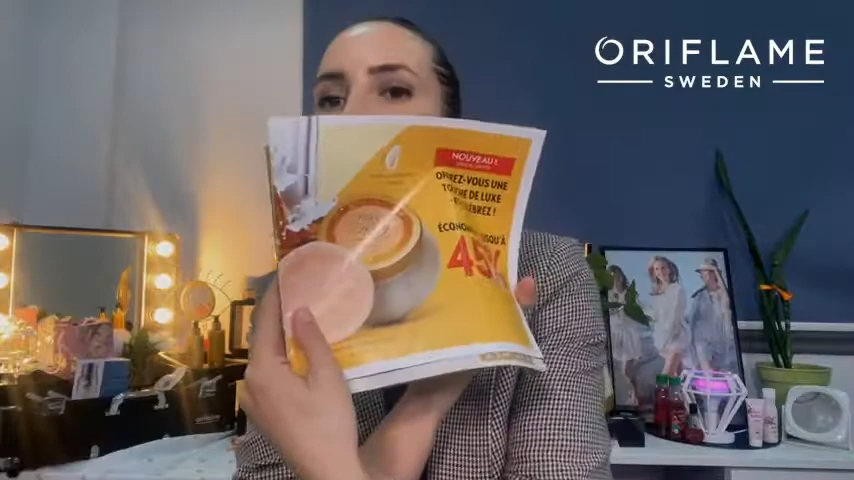 ORIFLAME
SWEDEN
NOUVEAU !
OFFREZ-VOUS UNE
TOUCHE DE LUXE
ÉCONOMISEZ JUSQU'À
45%